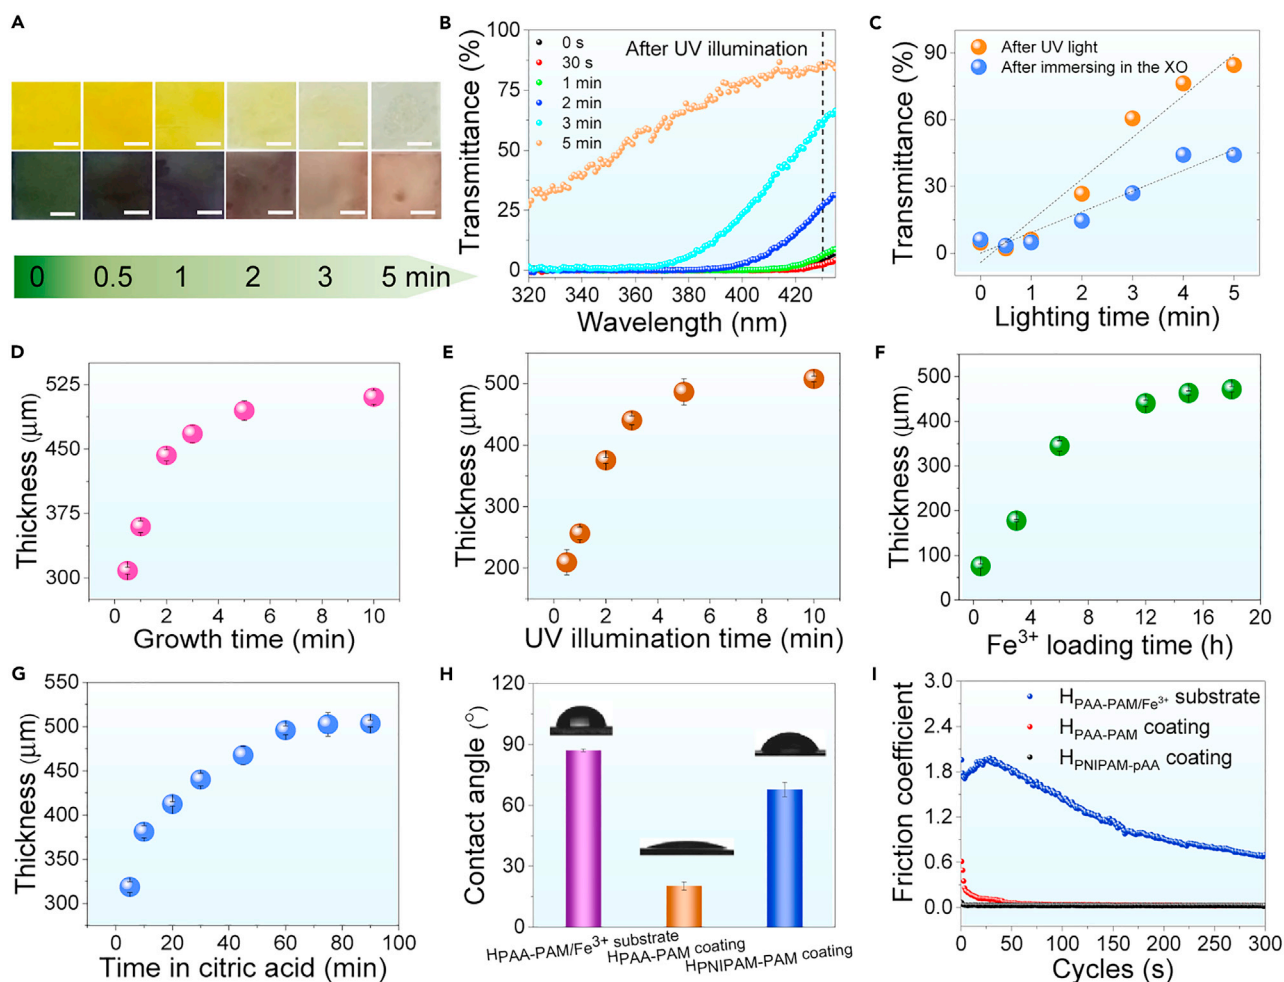 A
0 0.5 1 2 3 5 min
B
After UV illumination
0 s
30 s
1 min
2 min
3 min
5 min
Transmittance (%)
100
75
50
25
0
320 340 360 380 400 420
Wavelength (nm)
C
After UV light
After immersing in the XO
Transmittance (%)
90
60
30
0
0 1 2 3 4 5
Lighting time (min)
D
Thickness (μm)
525
450
375
300
0 2 4 6 8 10
Growth time (min)
E
Thickness (μm)
500
400
300
200
0 2 4 6 8 10
UV illumination time (min)
F
Thickness (μm)
500
400
300
200
100
0
0 4 8 12 16 20
Fe³⁺ loading time (h)
G
Thickness (μm)
550
500
450
400
350
300
0 20 40 60 80 100
Time in citric acid (min)
H
Contact angle (°)
120
90
60
30
0
HPAA-PAM/Fe³⁺ substrate
HPAA-PAM coating
HPNIPAM-PAM coating
I
HPAA-PAM/Fe³⁺ substrate
HPAA-PAM coating
HPNIPAM-pAA coating
Friction coefficient
3.0
2.4
1.8
1.2
0.6
0.0
0 50 100 150 200 250 300
Cycles (s)